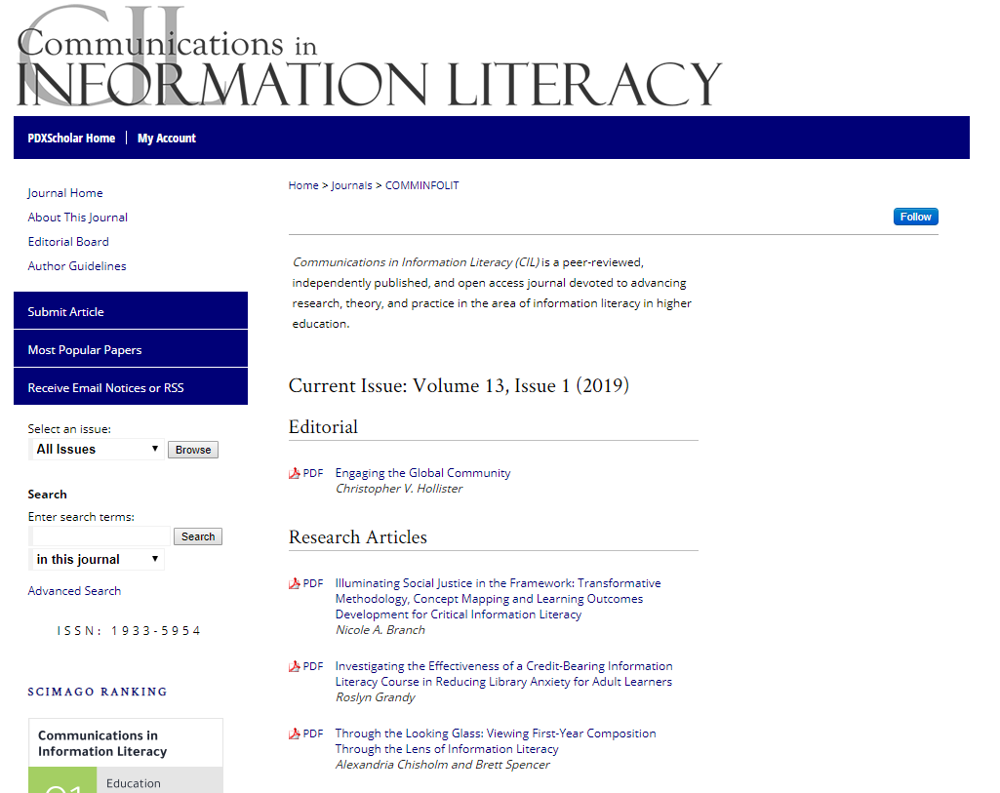 CIL
Communications in
INFORMATION LITERACY
PDXScholar Home | My Account
Journal Home
About This Journal
Editorial Board
Author Guidelines
Submit Article
Most Popular Papers
Receive Email Notices or RSS
Select an issue:
All Issues
Browse
Search
Enter search terms:
Search
in this journal
Advanced Search
ISSN: 1933-5954
SCIMAGO RANKING
Communications in
Information Literacy
Education
Home > Journals > COMMINFOLIT
Follow
Communications in Information Literacy (CIL) is a peer-reviewed,
independently published, and open access journal devoted to advancing
research, theory, and practice in the area of information literacy in higher
education.
Current Issue: Volume 13, Issue 1 (2019)
Editorial
PDF Engaging the Global Community
Christopher V. Hollister
Research Articles
PDF Illuminating Social Justice in the Framework: Transformative
Methodology, Concept Mapping and Learning Outcomes
Development for Critical Information Literacy
Nicole A. Branch
PDF Investigating the Effectiveness of a Credit-Bearing Information
Literacy Course in Reducing Library Anxiety for Adult Learners
Roslyn Grandy
PDF Through the Looking Glass: Viewing First-Year Composition
Through the Lens of Information Literacy
Alexandria Chisholm and Brett Spencer